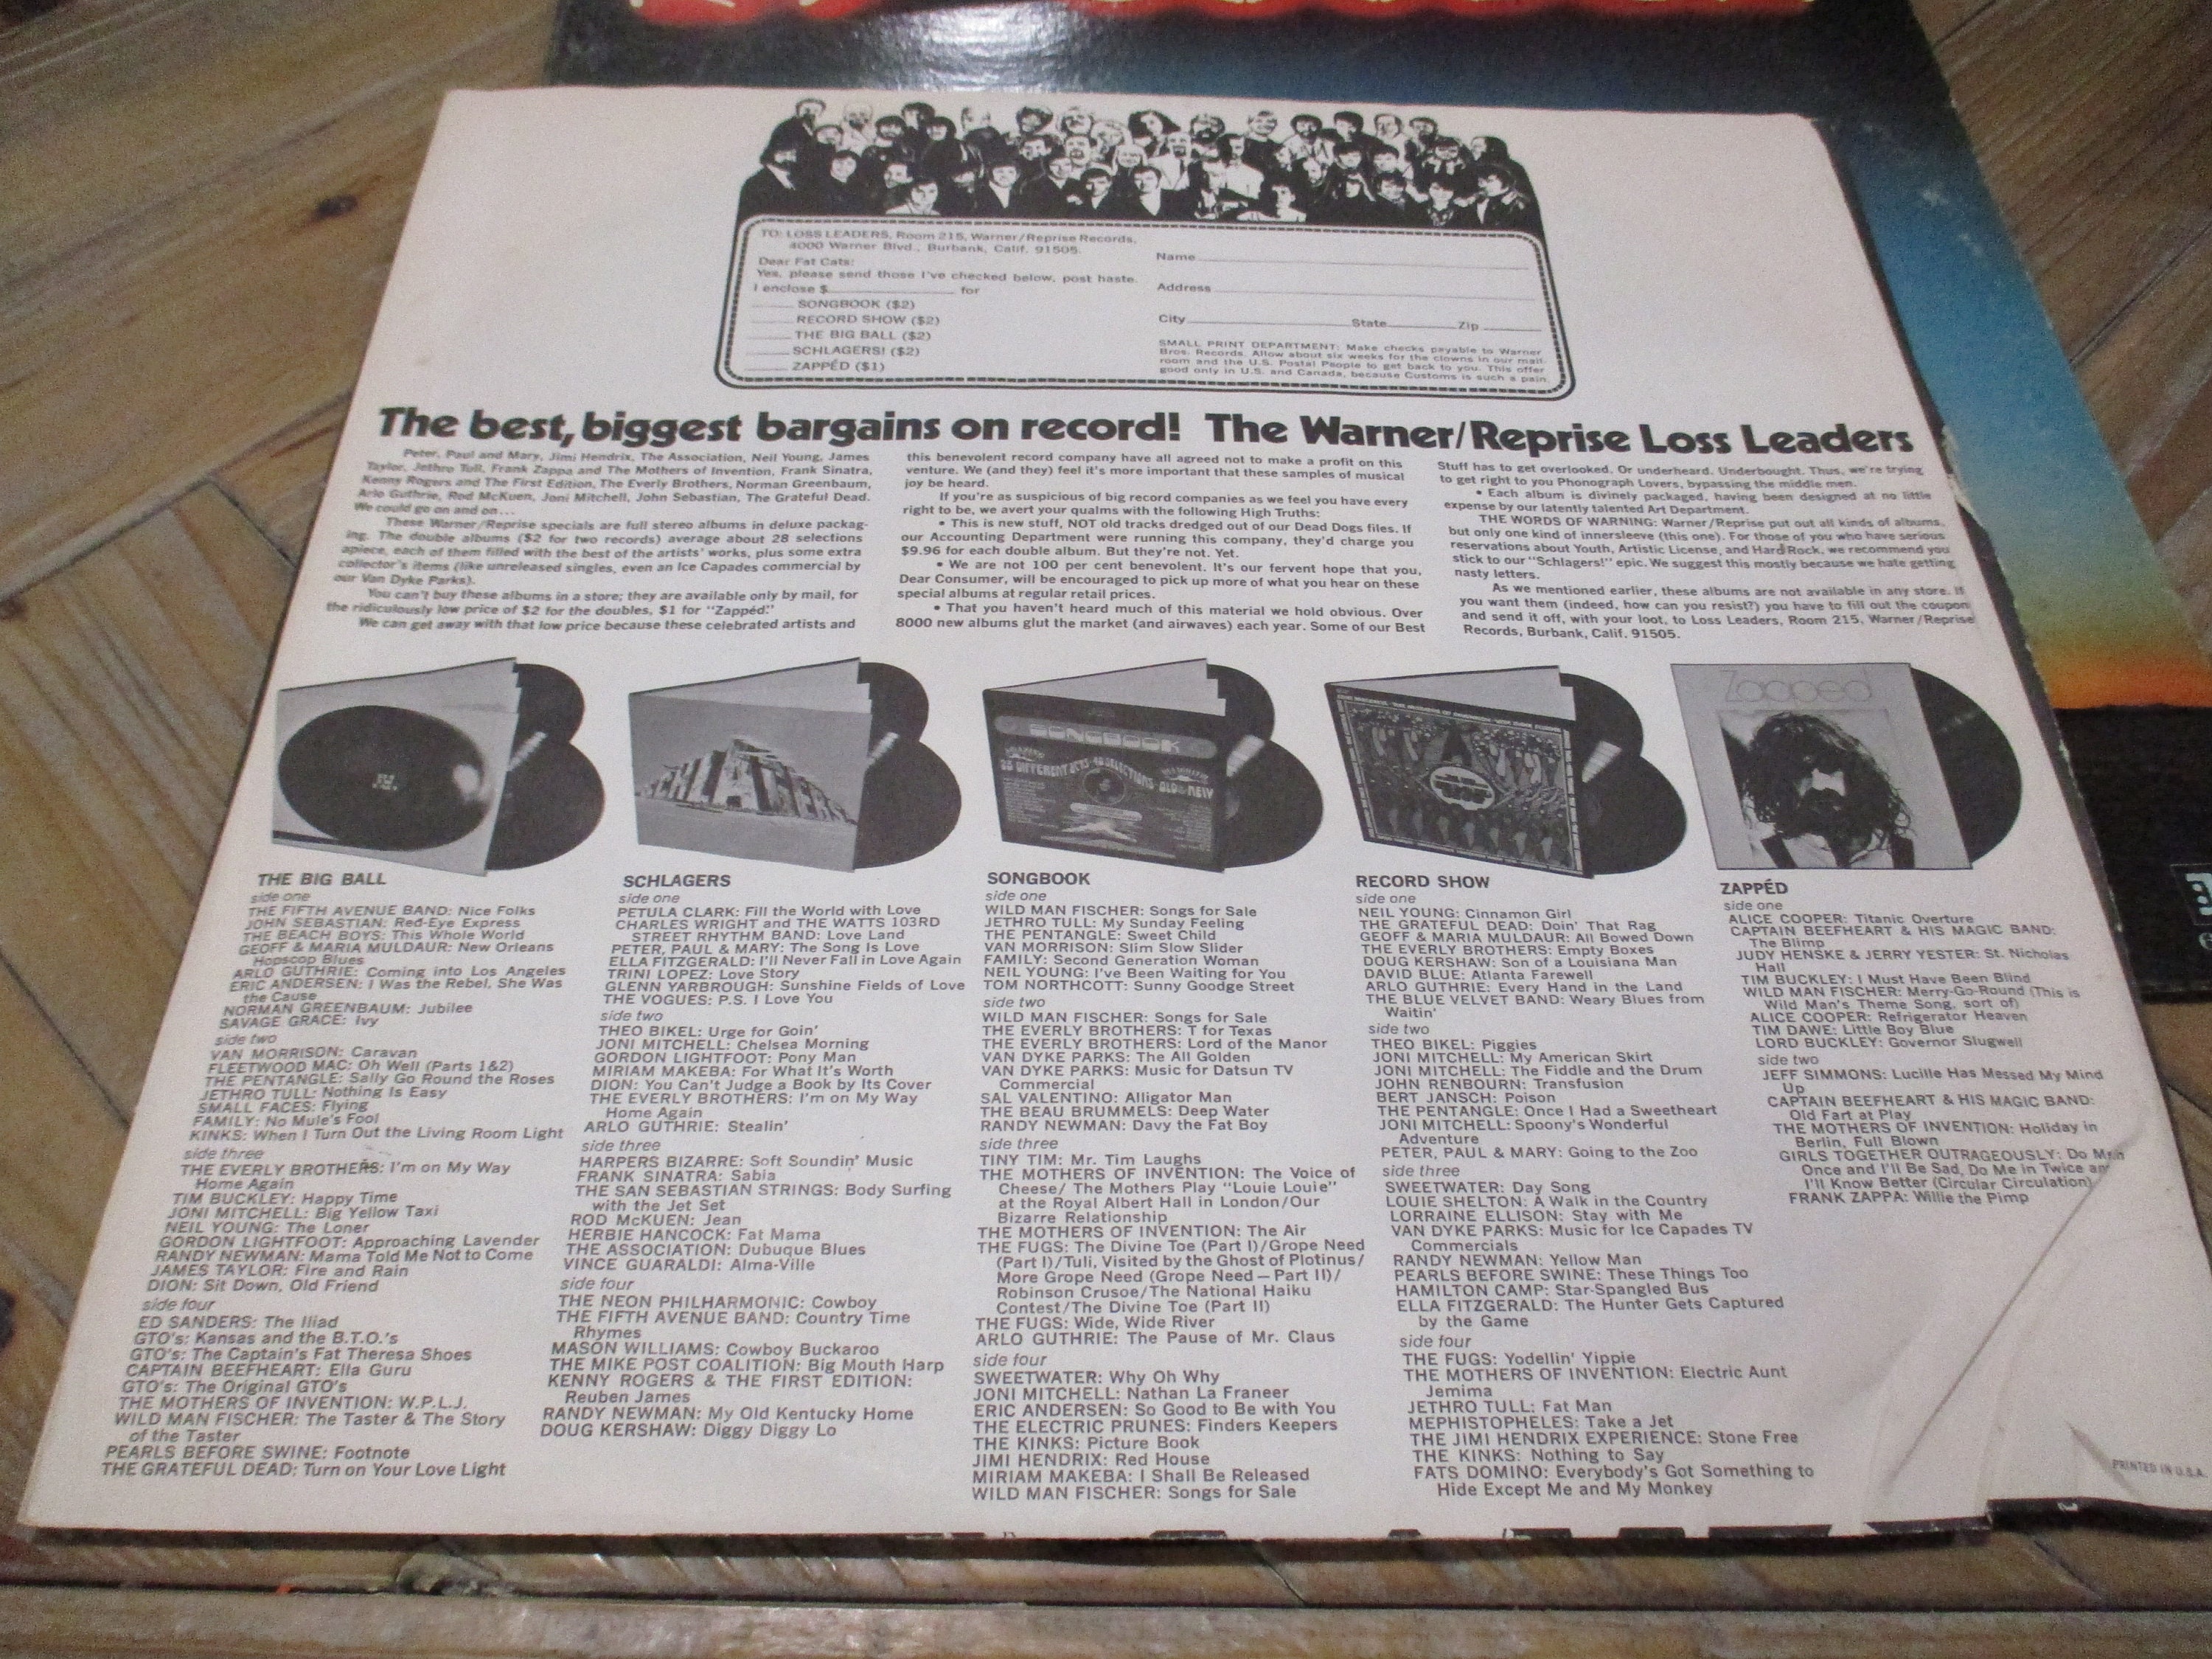 TO: LOSS LEADERS, Room 215, Warner/Reprise Records,
4000 Warner Blvd., Burbank, Calif. 91505.
Dear Fat Cats:
Yes, please send those I've checked below, post haste.
I enclose $ for
SONGBOOK ($2)
RECORD SHOW ($2)
THE BIG BALL ($2)
SCHLAGERS! ($2)
ZAPPÉD ($1)
Name
Address
City State Zip
SMALL PRINT DEPARTMENT: Make checks payable to Warner
Bros. Records. Allow about six weeks for the clowns in our mail
room and the U.S. Postal People to get back to you. This offer
good only in U.S. and Canada, because Customs is such a pain.
The best, biggest bargains on record! The Warner/Reprise Loss Leaders
Peter, Paul and Mary, Jimi Hendrix, The Association, Neil Young, James
Taylor, Jethro Tull, Frank Zappa and The Mothers of Invention, Frank Sinatra,
Kenny Rogers and The First Edition, The Everly Brothers, Norman Greenbaum,
Arlo Guthrie, Rod McKuen, Joni Mitchell, John Sebastian, The Grateful Dead.
We could go on and on...
These Warner/Reprise specials are full stereo albums in deluxe packag-
ing. The double albums ($2 for two records) average about 28 selections
apiece, each of them filled with the best of the artists' works, plus some extra
collector's items (like unreleased singles, even an Ice Capades commercial by
our Van Dyke Parks).
You can't buy these albums in a store; they are available only by mail, for
the ridiculously low price of $2 for the doubles, $1 for "Zappéd."
We can get away with that low price because these celebrated artists and
this benevolent record company have all agreed not to make a profit on this
venture. We (and they) feel it's more important that these samples of musical
joy be heard.
If you're as suspicious of big record companies as we feel you have every
right to be, we avert your qualms with the following High Truths:
• This is new stuff, NOT old tracks dredged out of our Dead Dogs files. If
our Accounting Department were running this company, they'd charge you
$9.96 for each double album. But they're not. Yet.
• We are not 100 per cent benevolent. It's our fervent hope that you,
Dear Consumer, will be encouraged to pick up more of what you hear on these
special albums at regular retail prices.
• That you haven't heard much of this material we hold obvious. Over
8000 new albums glut the market (and airwaves) each year. Some of our Best
Stuff has to get overlooked. Or underheard. Underbought. Thus, we're trying
to get right to you Phonograph Lovers, bypassing the middle men.
• Each album is divinely packaged, having been designed at no little
expense by our latently talented Art Department.
THE WORDS OF WARNING: Warner/Reprise put out all kinds of albums,
but only one kind of innersleeve (this one). For those of you who have serious
reservations about Youth, Artistic License, and Hard Rock, we recommend you
stick to our "Schlagers!" epic. We suggest this mostly because we hate getting
nasty letters.
As we mentioned earlier, these albums are not available in any store. If
you want them (indeed, how can you resist?) you have to fill out the coupon
and send it off, with your loot, to Loss Leaders, Room 215, Warner/Reprise
Records, Burbank, Calif. 91505.
SONGBOOK
Zapped
THE BIG BALL
side one
THE FIFTH AVENUE BAND: Nice Folks
JOHN SEBASTIAN: Red-Eye Express
THE BEACH BOYS: This Whole World
GEOFF & MARIA MULDAUR: New Orleans
Hopscop Blues
ARLO GUTHRIE: Coming into Los Angeles
ERIC ANDERSEN: I Was the Rebel, She Was
the Cause
NORMAN GREENBAUM: Jubilee
SAVAGE GRACE: Ivy
side two
VAN MORRISON: Caravan
FLEETWOOD MAC: Oh Well (Parts 1&2)
THE PENTANGLE: Sally Go Round the Roses
JETHRO TULL: Nothing Is Easy
SMALL FACES: Flying
FAMILY: No Mule's Fool
KINKS: When I Turn Out the Living Room Light
side three
THE EVERLY BROTHERS: I'm on My Way
Home Again
TIM BUCKLEY: Happy Time
JONI MITCHELL: Big Yellow Taxi
NEIL YOUNG: The Loner
GORDON LIGHTFOOT: Approaching Lavender
RANDY NEWMAN: Mama Told Me Not to Come
JAMES TAYLOR: Fire and Rain
DION: Sit Down, Old Friend
side four
ED SANDERS: The Iliad
GTO's: Kansas and the B.T.O.'s
GTO's: The Captain's Fat Theresa Shoes
CAPTAIN BEEFHEART: Ella Guru
GTO's: The Original GTO's
THE MOTHERS OF INVENTION: W.P.L.J.
WILD MAN FISCHER: The Taster & The Story
of the Taster
PEARLS BEFORE SWINE: Footnote
THE GRATEFUL DEAD: Turn on Your Love Light
SCHLAGERS
side one
PETULA CLARK: Fill the World with Love
CHARLES WRIGHT and THE WATTS 103RD
STREET RHYTHM BAND: Love Land
PETER, PAUL & MARY: The Song Is Love
ELLA FITZGERALD: I'll Never Fall in Love Again
TRINI LOPEZ: Love Story
GLENN YARBROUGH: Sunshine Fields of Love
THE VOGUES: P.S. I Love You
side two
THEO BIKEL: Urge for Goin'
JONI MITCHELL: Chelsea Morning
GORDON LIGHTFOOT: Pony Man
MIRIAM MAKEBA: For What It's Worth
DION: You Can't Judge a Book by Its Cover
THE EVERLY BROTHERS: I'm on My Way
Home Again
ARLO GUTHRIE: Stealin'
side three
HARPERS BIZARRE: Soft Soundin' Music
FRANK SINATRA: Sabia
THE SAN SEBASTIAN STRINGS: Body Surfing
with the Jet Set
ROD McKUEN: Jean
HERBIE HANCOCK: Fat Mama
THE ASSOCIATION: Dubuque Blues
VINCE GUARALDI: Alma-Ville
side four
THE NEON PHILHARMONIC: Cowboy
THE FIFTH AVENUE BAND: Country Time
Rhymes
MASON WILLIAMS: Cowboy Buckaroo
THE MIKE POST COALITION: Big Mouth Harp
KENNY ROGERS & THE FIRST EDITION:
Reuben James
RANDY NEWMAN: My Old Kentucky Home
DOUG KERSHAW: Diggy Diggy Lo
SONGBOOK
side one
WILD MAN FISCHER: Songs for Sale
JETHRO TULL: My Sunday Feeling
THE PENTANGLE: Sweet Child
VAN MORRISON: Slim Slow Slider
FAMILY: Second Generation Woman
NEIL YOUNG: I've Been Waiting for You
TOM NORTHCOTT: Sunny Goodge Street
side two
WILD MAN FISCHER: Songs for Sale
THE EVERLY BROTHERS: T for Texas
THE EVERLY BROTHERS: Lord of the Manor
VAN DYKE PARKS: The All Golden
VAN DYKE PARKS: Music for Datsun TV
Commercial
SAL VALENTINO: Alligator Man
THE BEAU BRUMMELS: Deep Water
RANDY NEWMAN: Davy the Fat Boy
side three
TINY TIM: Mr. Tim Laughs
THE MOTHERS OF INVENTION: The Voice of
Cheese/ The Mothers Play "Louie Louie"
at the Royal Albert Hall in London/Our
Bizarre Relationship
THE MOTHERS OF INVENTION: The Air
THE FUGS: The Divine Toe (Part I)/Grope Need
(Part I)/Tuli, Visited by the Ghost of Plotinus/
More Grope Need (Grope Need — Part II)/
Robinson Crusoe/The National Haiku
Contest/The Divine Toe (Part II)
THE FUGS: Wide, Wide River
ARLO GUTHRIE: The Pause of Mr. Claus
side four
SWEETWATER: Why Oh Why
JONI MITCHELL: Nathan La Franeer
ERIC ANDERSEN: So Good to Be with You
THE ELECTRIC PRUNES: Finders Keepers
THE KINKS: Picture Book
JIMI HENDRIX: Red House
MIRIAM MAKEBA: I Shall Be Released
WILD MAN FISCHER: Songs for Sale
RECORD SHOW
side one
NEIL YOUNG: Cinnamon Girl
THE GRATEFUL DEAD: Doin' That Rag
GEOFF & MARIA MULDAUR: All Bowed Down
THE EVERLY BROTHERS: Empty Boxes
DOUG KERSHAW: Son of a Louisiana Man
DAVID BLUE: Atlanta Farewell
ARLO GUTHRIE: Every Hand in the Land
THE BLUE VELVET BAND: Weary Blues from
Waitin'
side two
THEO BIKEL: Piggies
JONI MITCHELL: My American Skirt
JONI MITCHELL: The Fiddle and the Drum
JOHN RENBOURN: Transfusion
BERT JANSCH: Poison
THE PENTANGLE: Once I Had a Sweetheart
JONI MITCHELL: Spoony's Wonderful
Adventure
PETER, PAUL & MARY: Going to the Zoo
side three
SWEETWATER: Day Song
LOUIE SHELTON: A Walk in the Country
LORRAINE ELLISON: Stay with Me
VAN DYKE PARKS: Music for Ice Capades TV
Commercials
RANDY NEWMAN: Yellow Man
PEARLS BEFORE SWINE: These Things Too
HAMILTON CAMP: Star-Spangled Bus
ELLA FITZGERALD: The Hunter Gets Captured
by the Game
side four
THE FUGS: Yodellin' Yippie
THE MOTHERS OF INVENTION: Electric Aunt
Jemima
JETHRO TULL: Fat Man
MEPHISTOPHELES: Take a Jet
THE JIMI HENDRIX EXPERIENCE: Stone Free
THE KINKS: Nothing to Say
FATS DOMINO: Everybody's Got Something to
Hide Except Me and My Monkey
ZAPPÉD
side one
ALICE COOPER: Titanic Overture
CAPTAIN BEEFHEART & HIS MAGIC BAND:
The Blimp
JUDY HENSKE & JERRY YESTER: St. Nicholas
Hall
TIM BUCKLEY: I Must Have Been Blind
WILD MAN FISCHER: Merry-Go-Round (This is
Wild Man's Theme Song, sort of)
ALICE COOPER: Refrigerator Heaven
TIM DAWE: Little Boy Blue
LORD BUCKLEY: Governor Slugwell
side two
JEFF SIMMONS: Lucille Has Messed My Mind
Up
CAPTAIN BEEFHEART & HIS MAGIC BAND:
Old Fart at Play
THE MOTHERS OF INVENTION: Holiday in
Berlin, Full Blown
GIRLS TOGETHER OUTRAGEOUSLY: Do Me in
Once and I'll Be Sad, Do Me in Twice an
I'll Know Better (Circular Circulation)
FRANK ZAPPA: Willie the Pimp
PRINTED IN U.S.A.